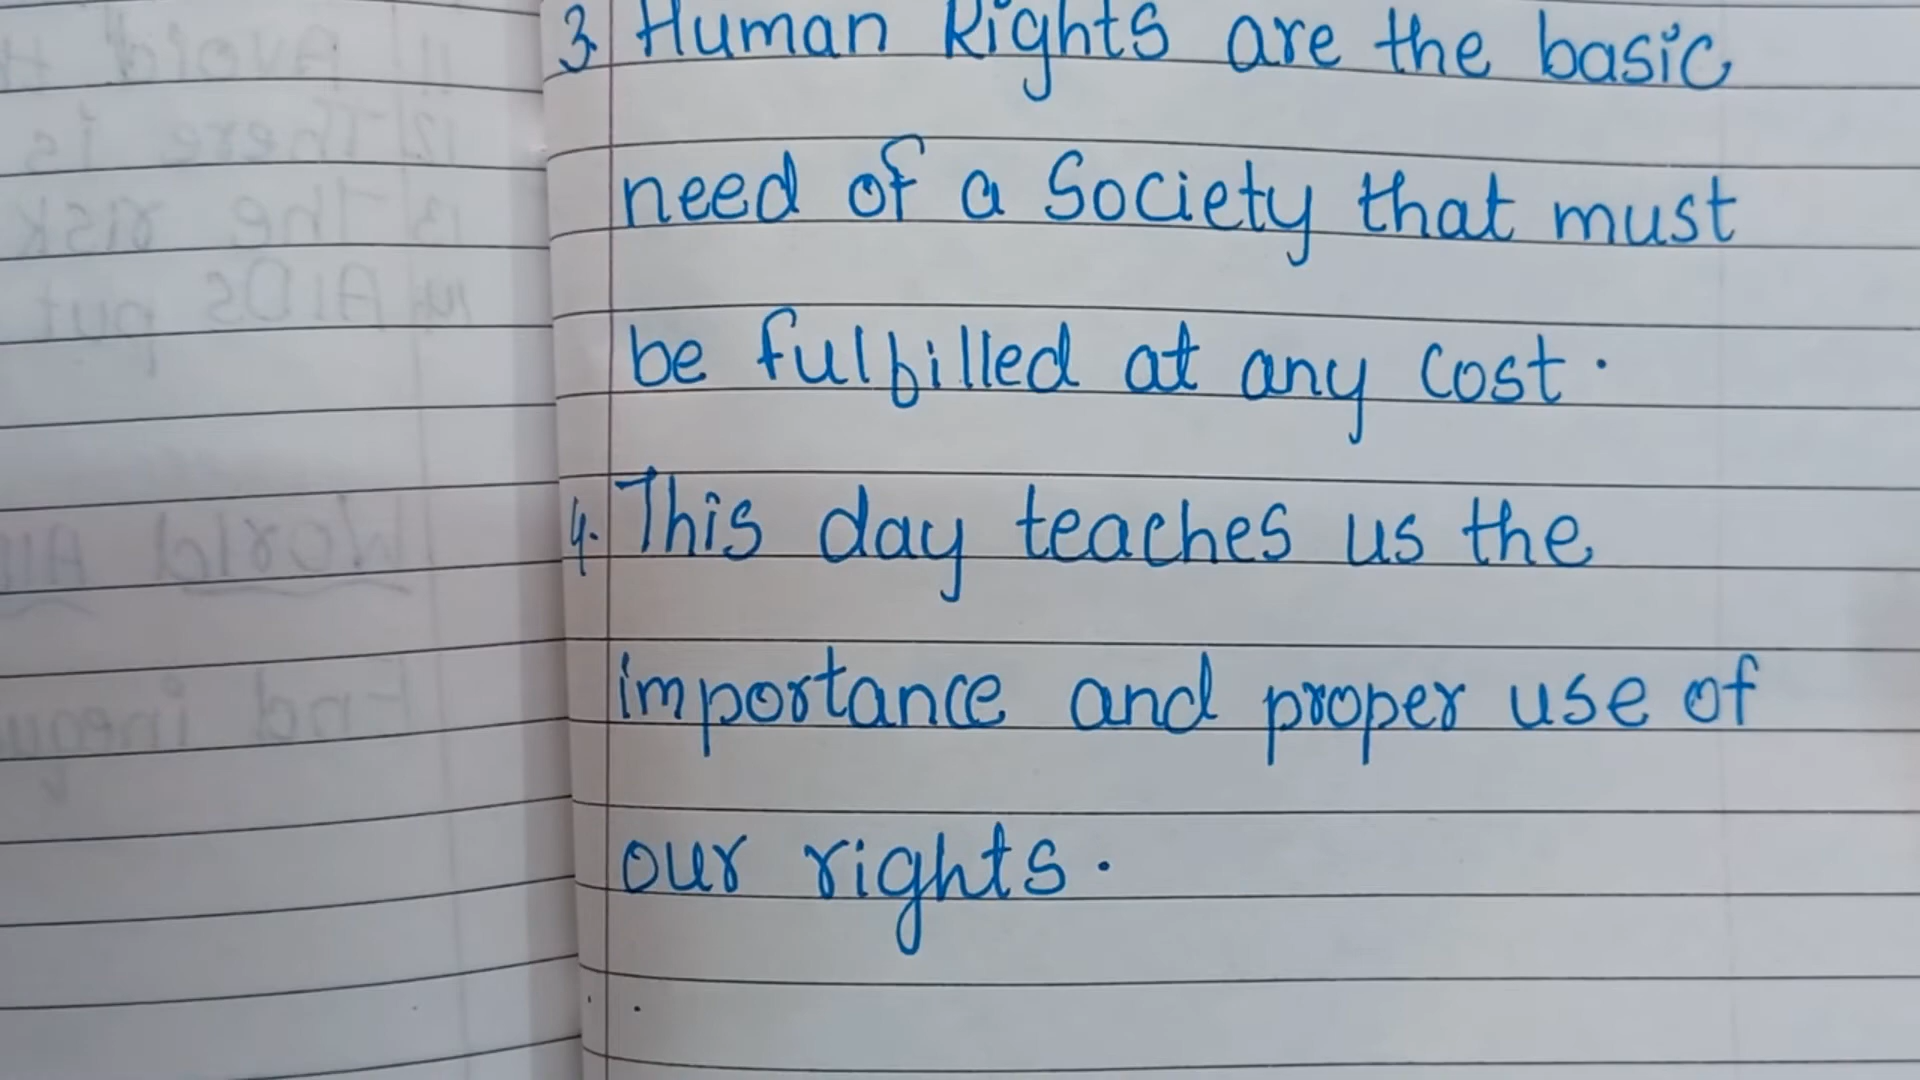 3. Human Rights are the basic
need of a Society that must
be fulfilled at any cost.
4. This day teaches us the
importance and proper use of
our rights.